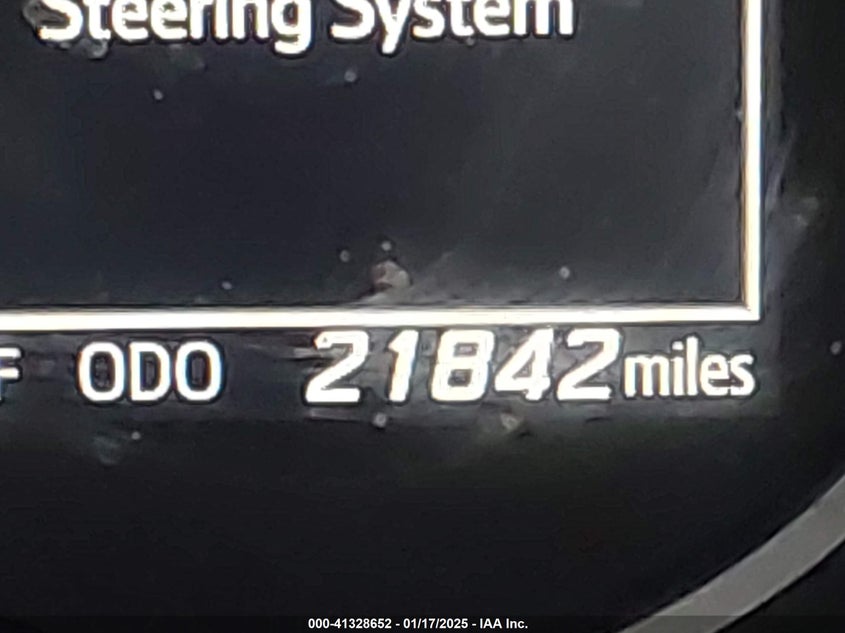 Steering System
F ODO 21842 miles
000-41328652 - 01/17/2025 - IAA Inc.